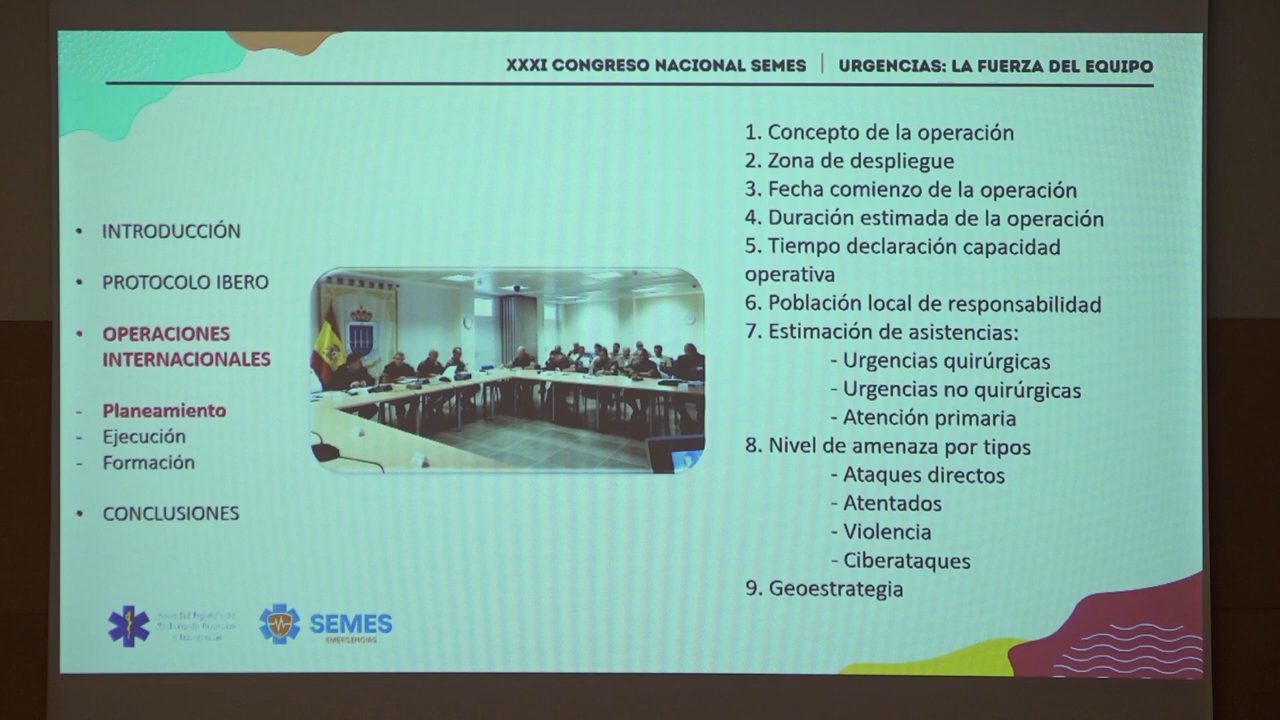 XXXI CONGRESO NACIONAL SEMES | URGENCIAS: LA FUERZA DEL EQUIPO
• INTRODUCCIÓN
• PROTOCOLO IBERO
• OPERACIONES
INTERNACIONALES
- Planeamiento
- Ejecución
- Formación
• CONCLUSIONES
1. Concepto de la operación
2. Zona de despliegue
3. Fecha comienzo de la operación
4. Duración estimada de la operación
5. Tiempo declaración capacidad
operativa
6. Población local de responsabilidad
7. Estimación de asistencias:
- Urgencias quirúrgicas
- Urgencias no quirúrgicas
- Atención primaria
8. Nivel de amenaza por tipos
- Ataques directos
- Atentados
- Violencia
- Ciberataques
9. Geoestrategia
SEMES
EMERGENCIAS